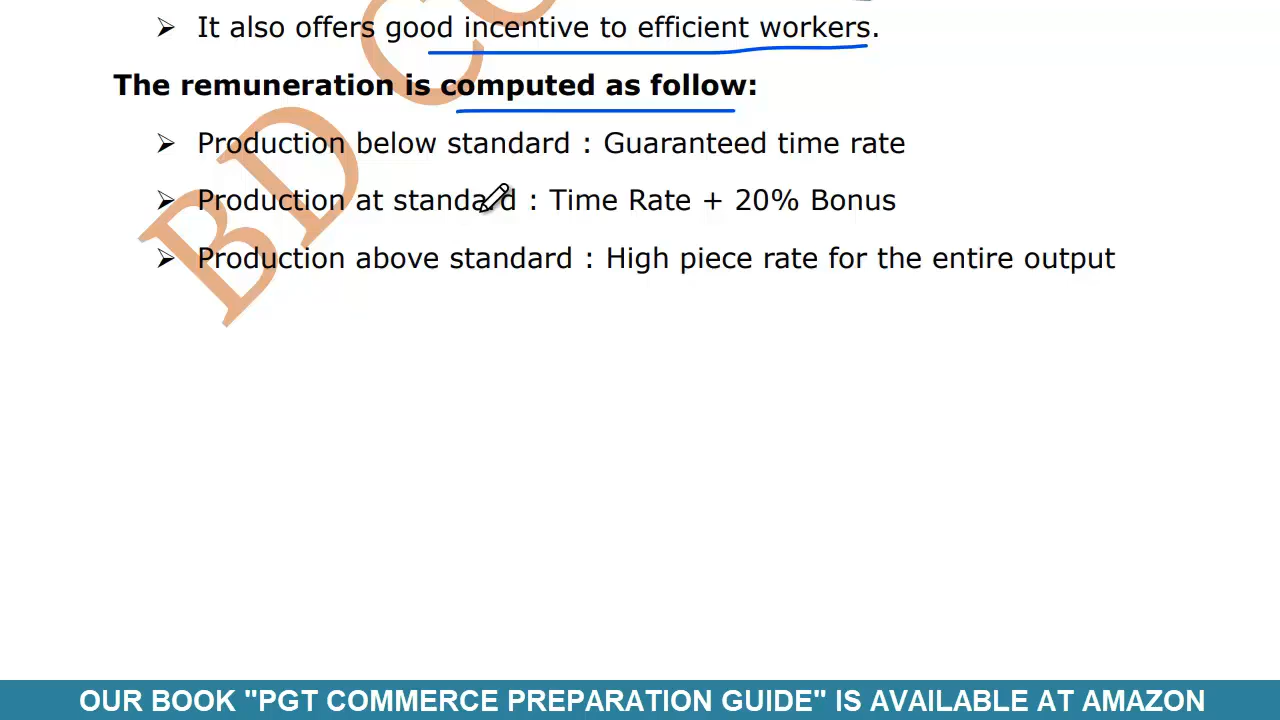 It also offers good incentive to efficient workers.
The remuneration is computed as follow:
Production below standard : Guaranteed time rate
Production at standard : Time Rate + 20% Bonus
Production above standard : High piece rate for the entire output
BD CO
OUR BOOK "PGT COMMERCE PREPARATION GUIDE" IS AVAILABLE AT AMAZON